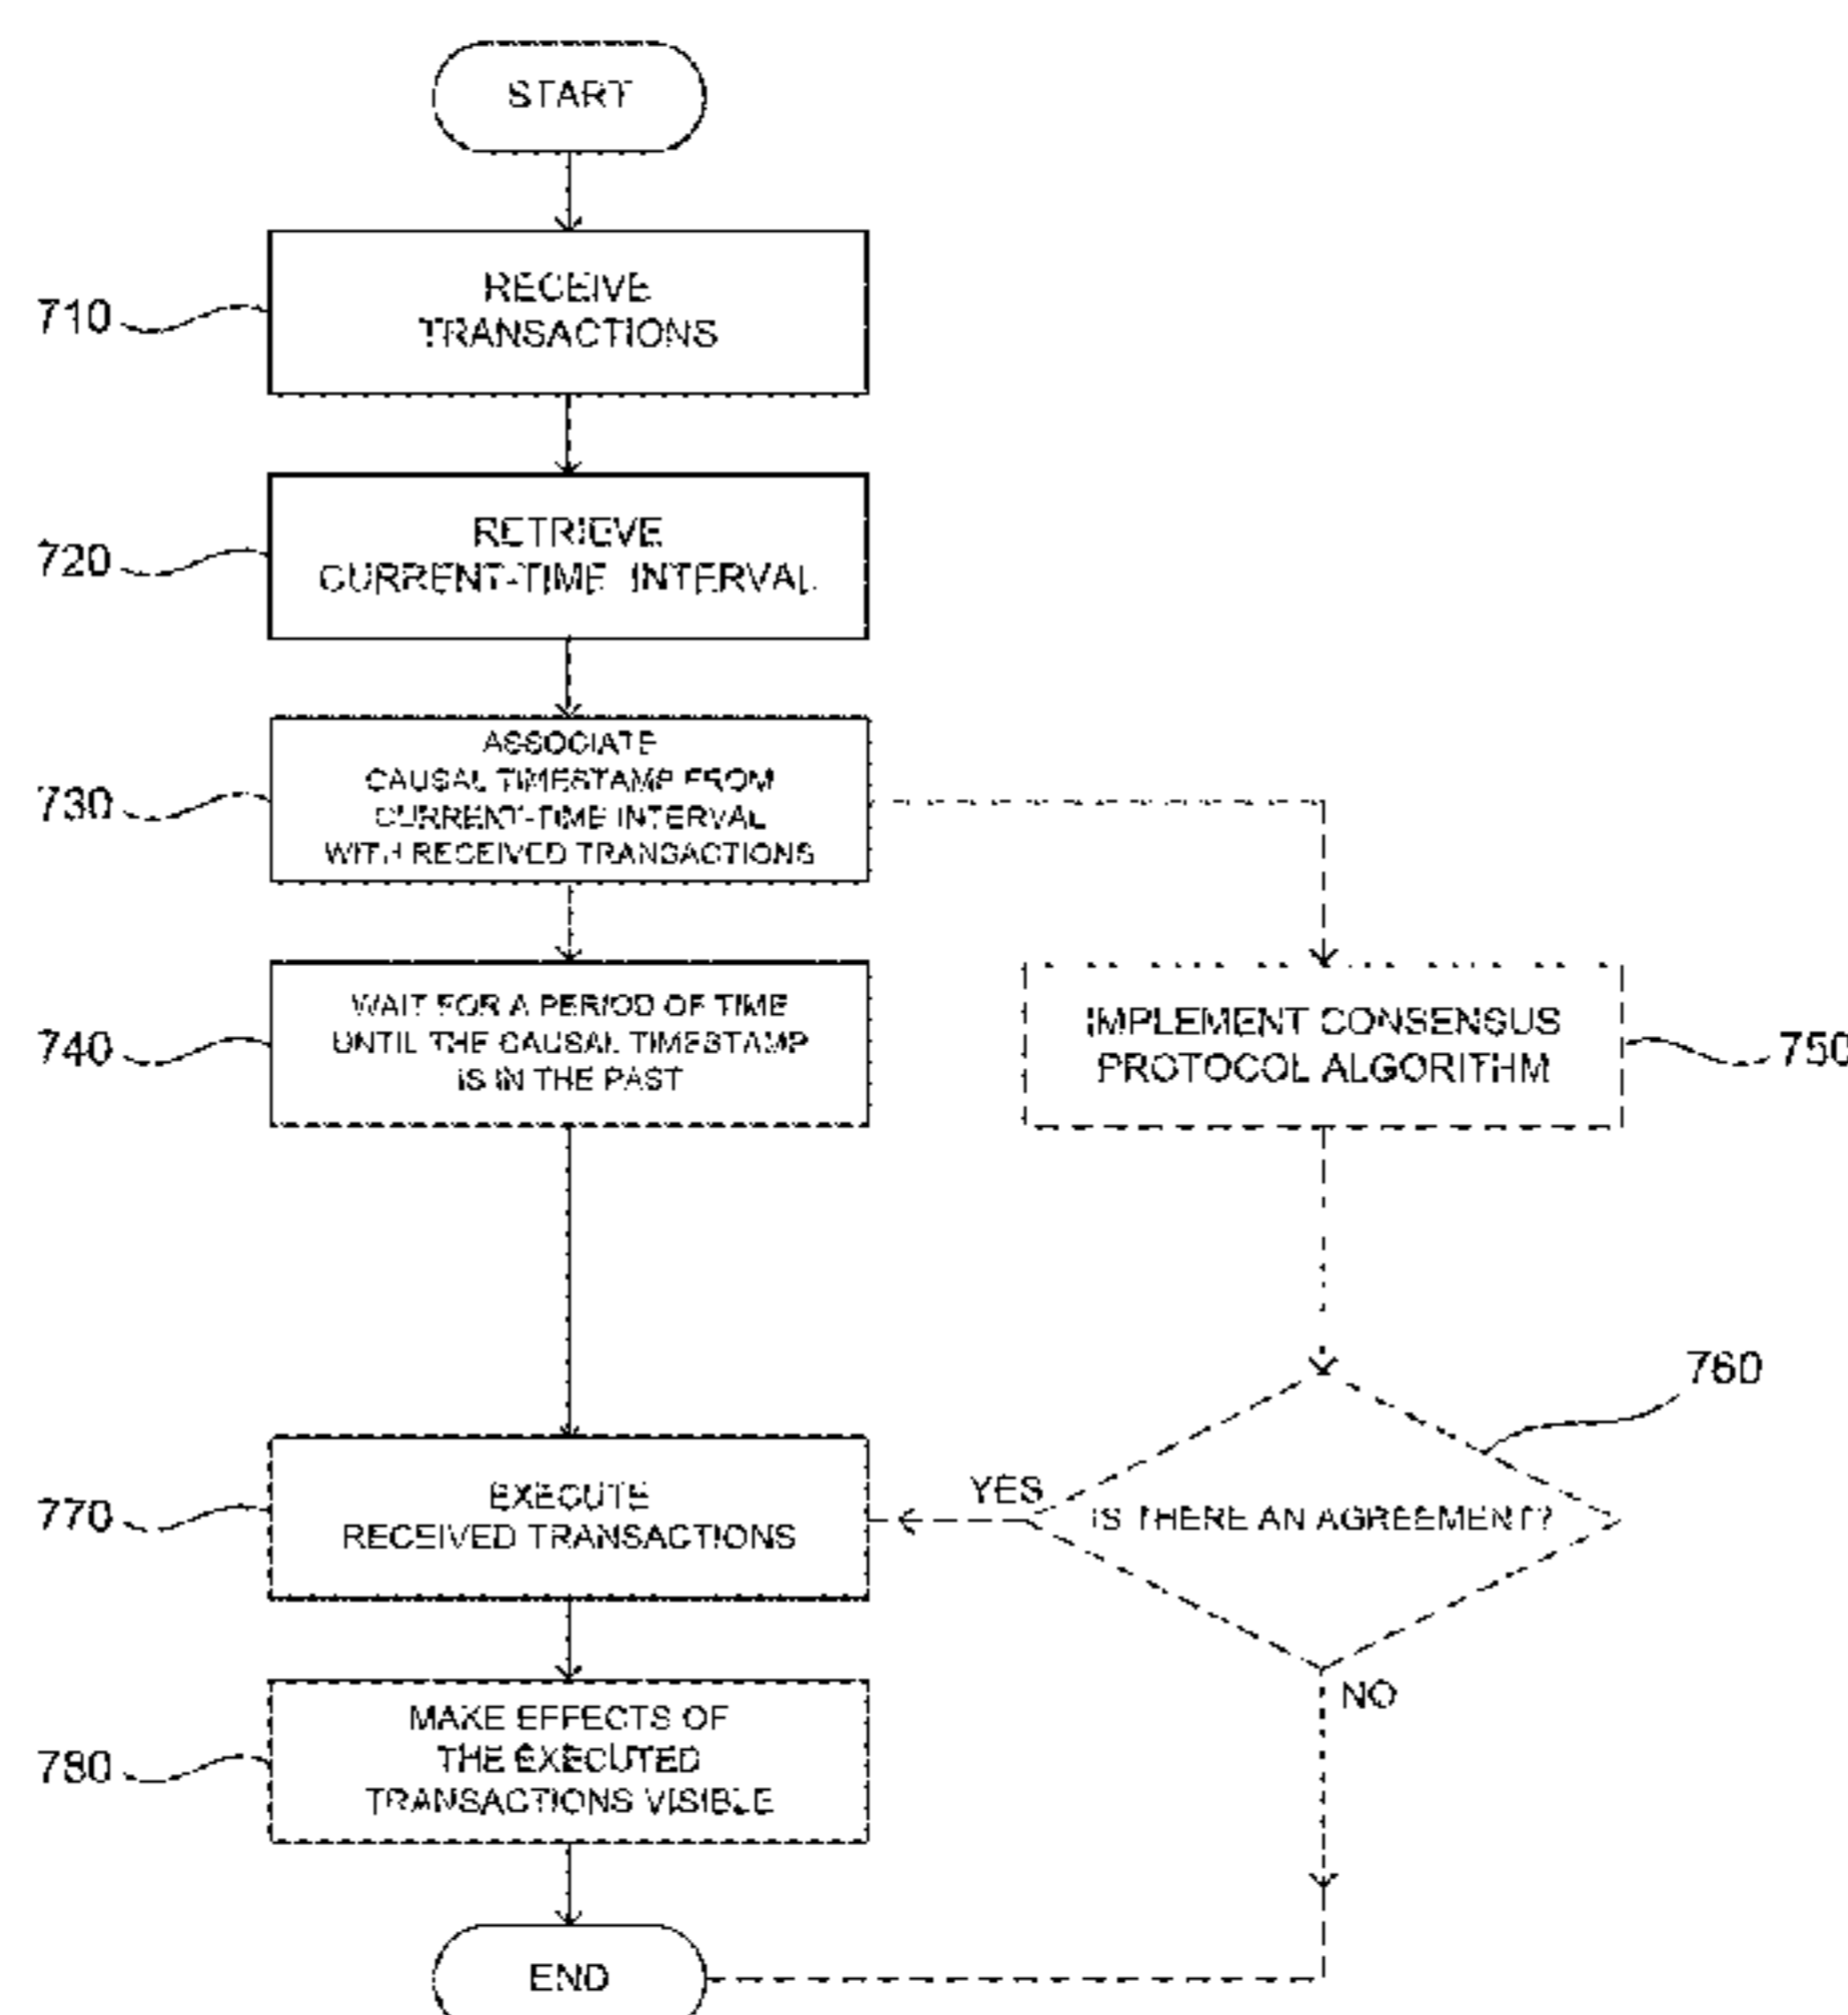 START
710
RECEIVE
TRANSACTIONS
720
RETRIEVE
CURRENT-TIME INTERVAL
730
ASSOCIATE
CAUSAL TIMESTAMP FROM
CURRENT-TIME INTERVAL
WITH RECEIVED TRANSACTIONS
740
WAIT FOR A PERIOD OF TIME
UNTIL THE CAUSAL TIMESTAMP
IS IN THE PAST
IMPLEMENT CONSENSUS
PROTOCOL ALGORITHM
750
760
IS THERE AN AGREEMENT?
YES
NO
770
EXECUTE
RECEIVED TRANSACTIONS
780
MAKE EFFECTS OF
THE EXECUTED
TRANSACTIONS VISIBLE
END